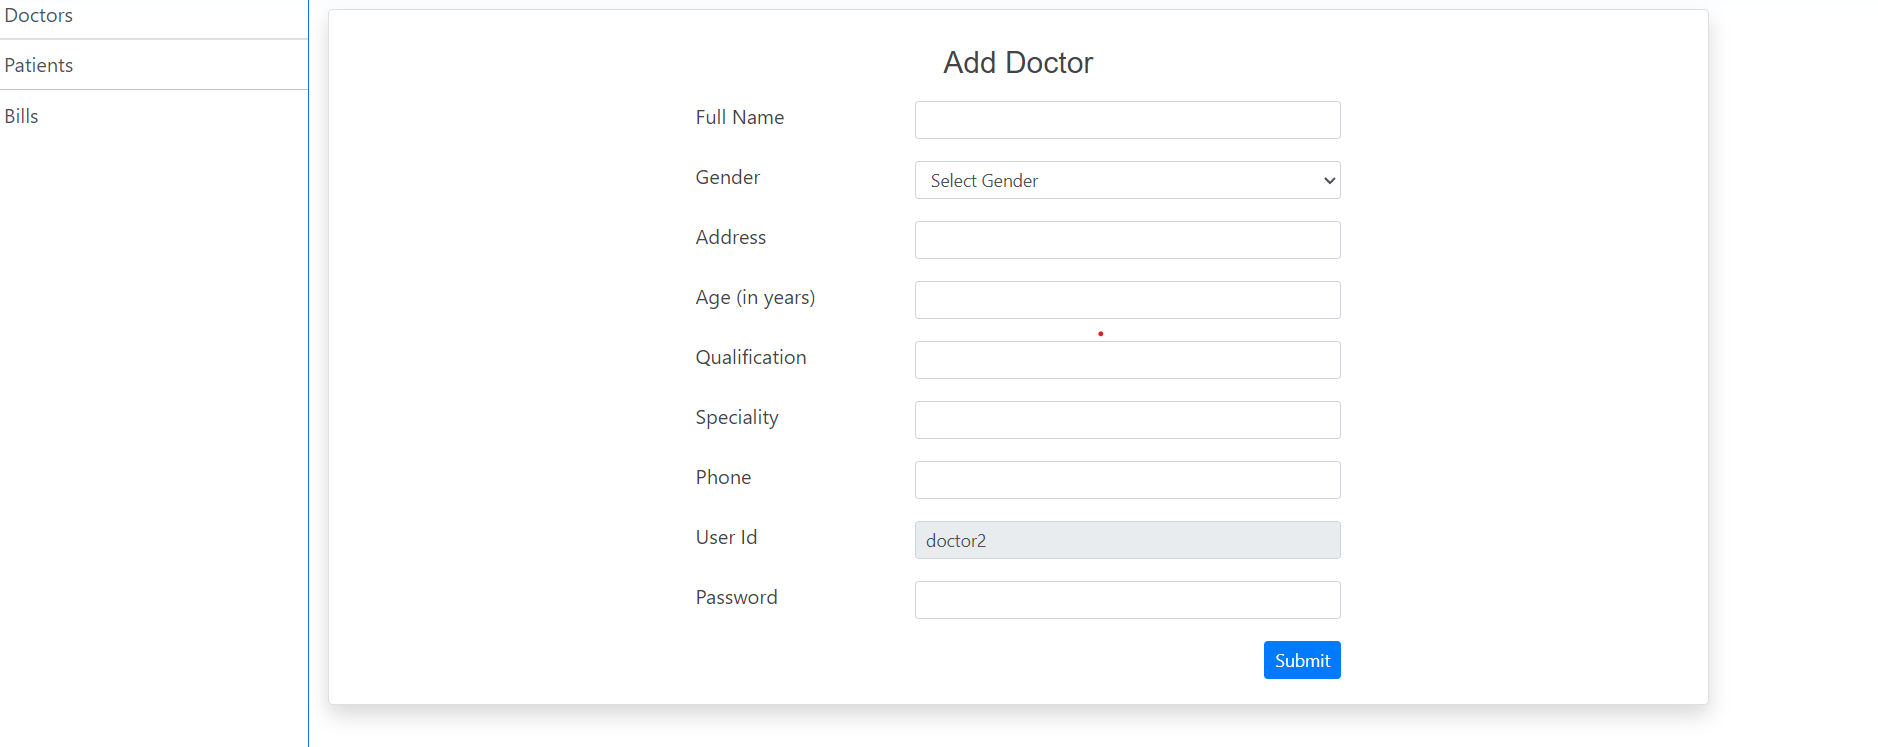 Doctors
Patients
Bills
Add Doctor
Full Name
Gender
Select Gender
Address
Age (in years)
Qualification
Speciality
Phone
User Id
doctor2
Password
Submit